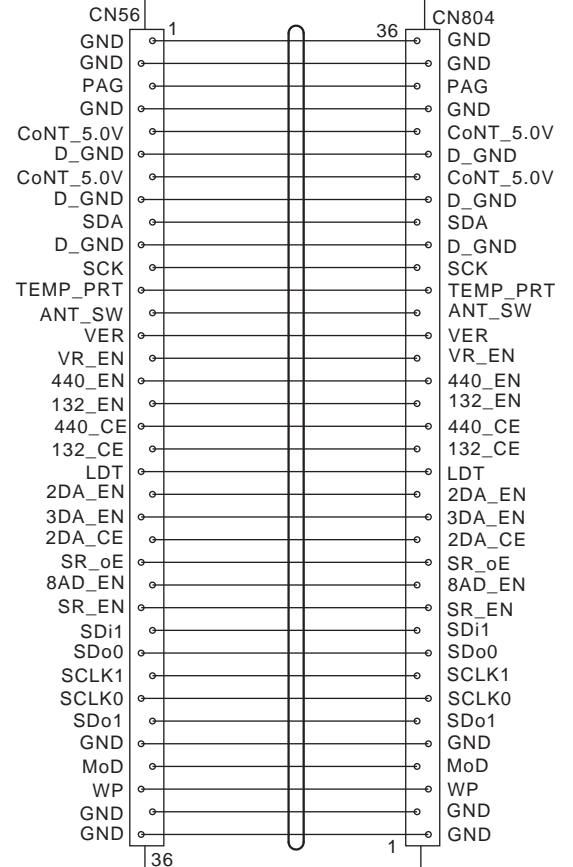 CN56 CN804
1 36
GND GND
GND GND
PAG PAG
GND GND
CoNT_5.0V CoNT_5.0V
D_GND D_GND
CoNT_5.0V CoNT_5.0V
D_GND D_GND
SDA SDA
D_GND D_GND
SCK SCK
TEMP_PRT TEMP_PRT
ANT_SW ANT_SW
VER VER
VR_EN VR_EN
440_EN 440_EN
132_EN 132_EN
440_CE 440_CE
132_CE 132_CE
LDT LDT
2DA_EN 2DA_EN
3DA_EN 3DA_EN
2DA_CE 2DA_CE
SR_oE SR_oE
8AD_EN 8AD_EN
SR_EN SR_EN
SDi1 SDi1
SDo0 SDo0
SCLK1 SCLK1
SCLK0 SCLK0
SDo1 SDo1
GND GND
MoD MoD
WP WP
GND GND
GND GND
36 1